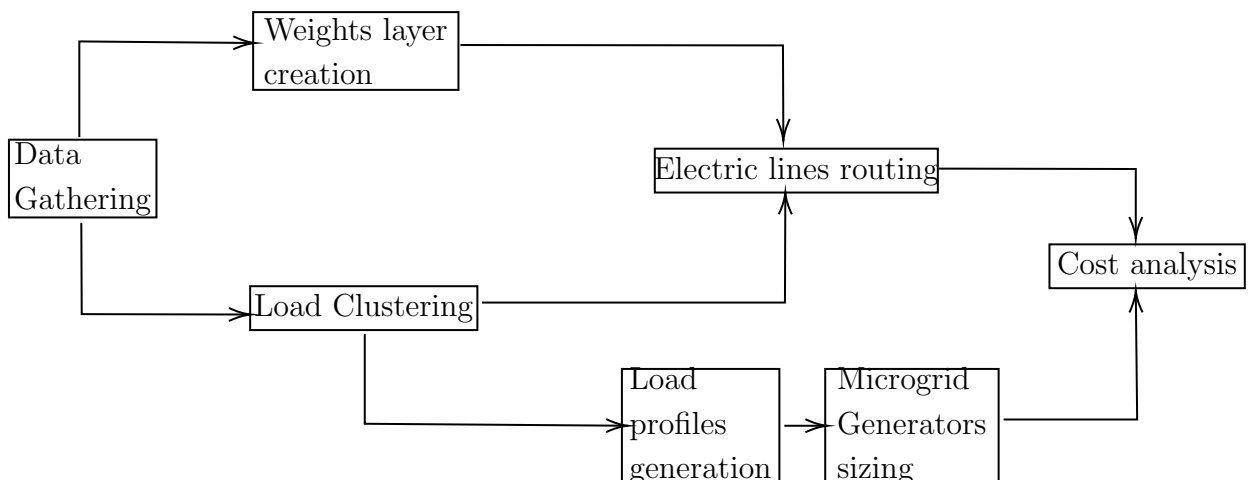 Weights layer
creation
Data
Gathering
Electric lines routing
Cost analysis
Load Clustering
Load
profiles
generation
Microgrid
Generators
sizing